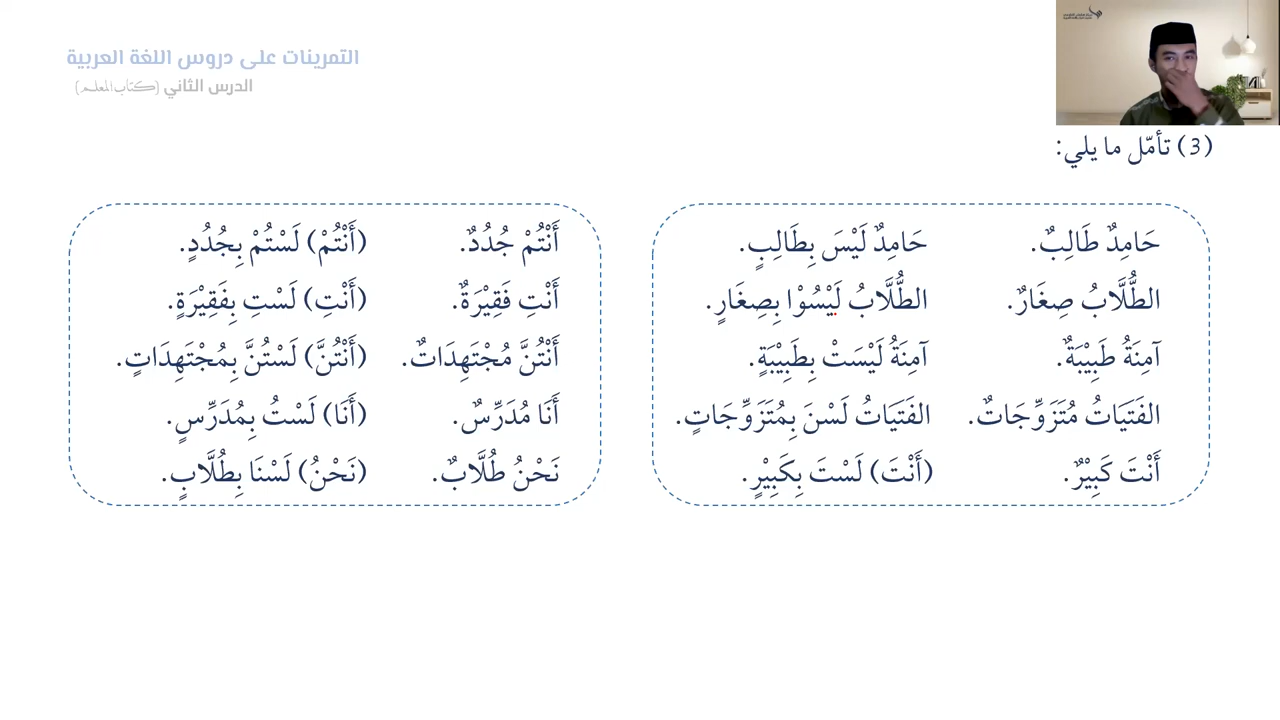 التمرينات على دروس اللغة العربية
الدرس الثاني (كتاب المعلم)
(3) تأمّل ما يلي:
حَامِدٌ طَالِبٌ. حَامِدٌ لَيْسَ بِطَالِبٍ.
الطُّلَّابُ صِغَارٌ. الطُّلَّابُ لَيْسُوْا بِصِغَارٍ.
آمِنَةُ طَبِيْبَةٌ. آمِنَةُ لَيْسَتْ بِطَبِيْبَةٍ.
الفَتَيَاتُ مُتَزَوِّجَاتٌ. الفَتَيَاتُ لَسْنَ بِمُتَزَوِّجَاتٍ.
أَنْتَ كَبِيْرٌ. (أَنْتَ) لَسْتَ بِكَبِيْرٍ.
أَنْتُمْ جُدُدٌ. (أَنْتُمْ) لَسْتُمْ بِجُدُدٍ.
أَنْتِ فَقِيْرَةٌ. (أَنْتِ) لَسْتِ بِفَقِيْرَةٍ.
أَنْتُنَّ مُجْتَهِدَاتٌ. (أَنْتُنَّ) لَسْتُنَّ بِمُجْتَهِدَاتٍ.
أَنَا مُدَرِّسٌ. (أَنَا) لَسْتُ بِمُدَرِّسٍ.
نَحْنُ طُلَّابٌ. (نَحْنُ) لَسْنَا بِطُلَّابٍ.